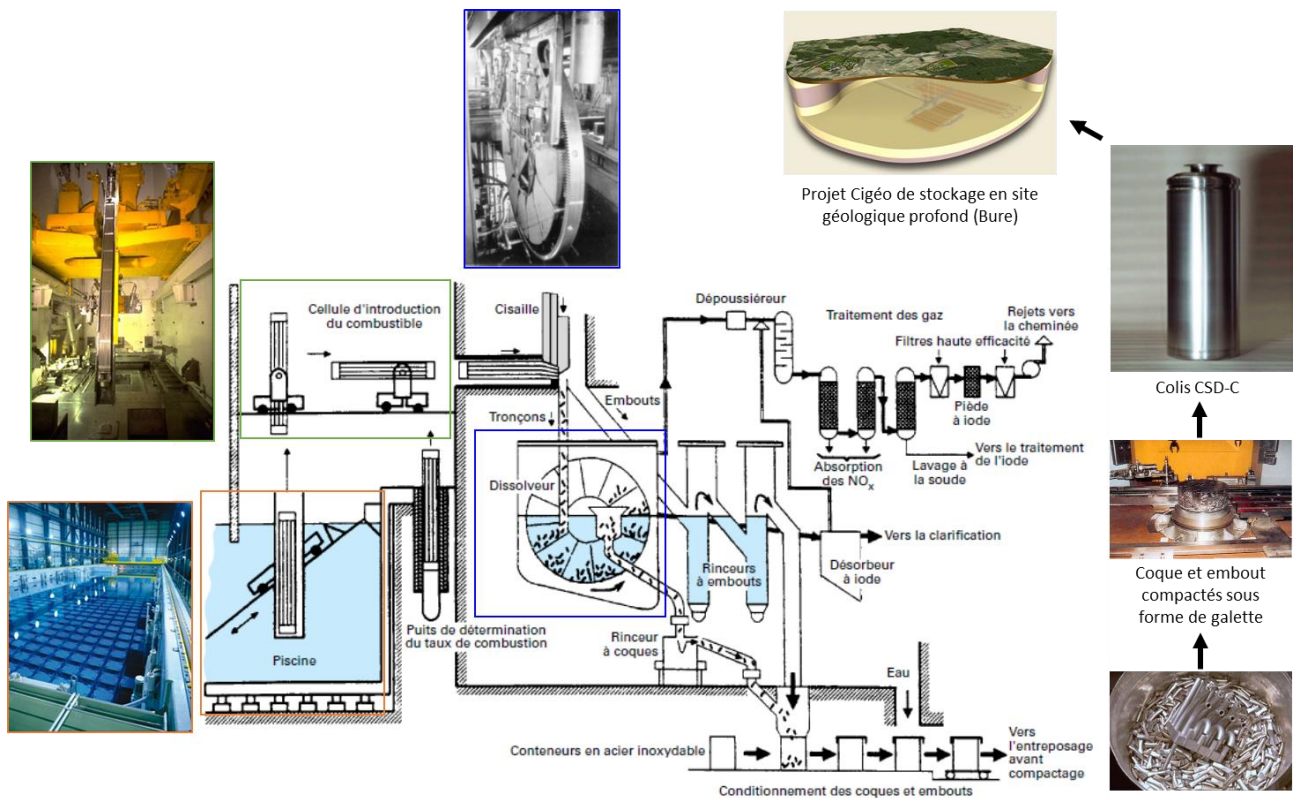 Projet Cigéo de stockage en site
géologique profond (Bure)
Colis CSD-C
Coque et embout
compactés sous
forme de galette
Cellule d'introduction
du combustible
Cisaille
Dépoussiéreur
Traitement des gaz
Rejets vers
la cheminée
Filtres haute efficacité
Piède
à iode
Tronçons
Embouts
Absorption
des NOx
Lavage à
la soude
Vers le traitement
de l'iode
Dissolveur
Rinceurs
à embouts
Désorbeur
à iode
Vers la clarification
Puits de détermination
du taux de combustion
Piscine
Rinceur
à coques
Eau
Conteneurs en acier inoxydable
Vers
l'entreposage
avant
compactage
Conditionnement des coques et embouts